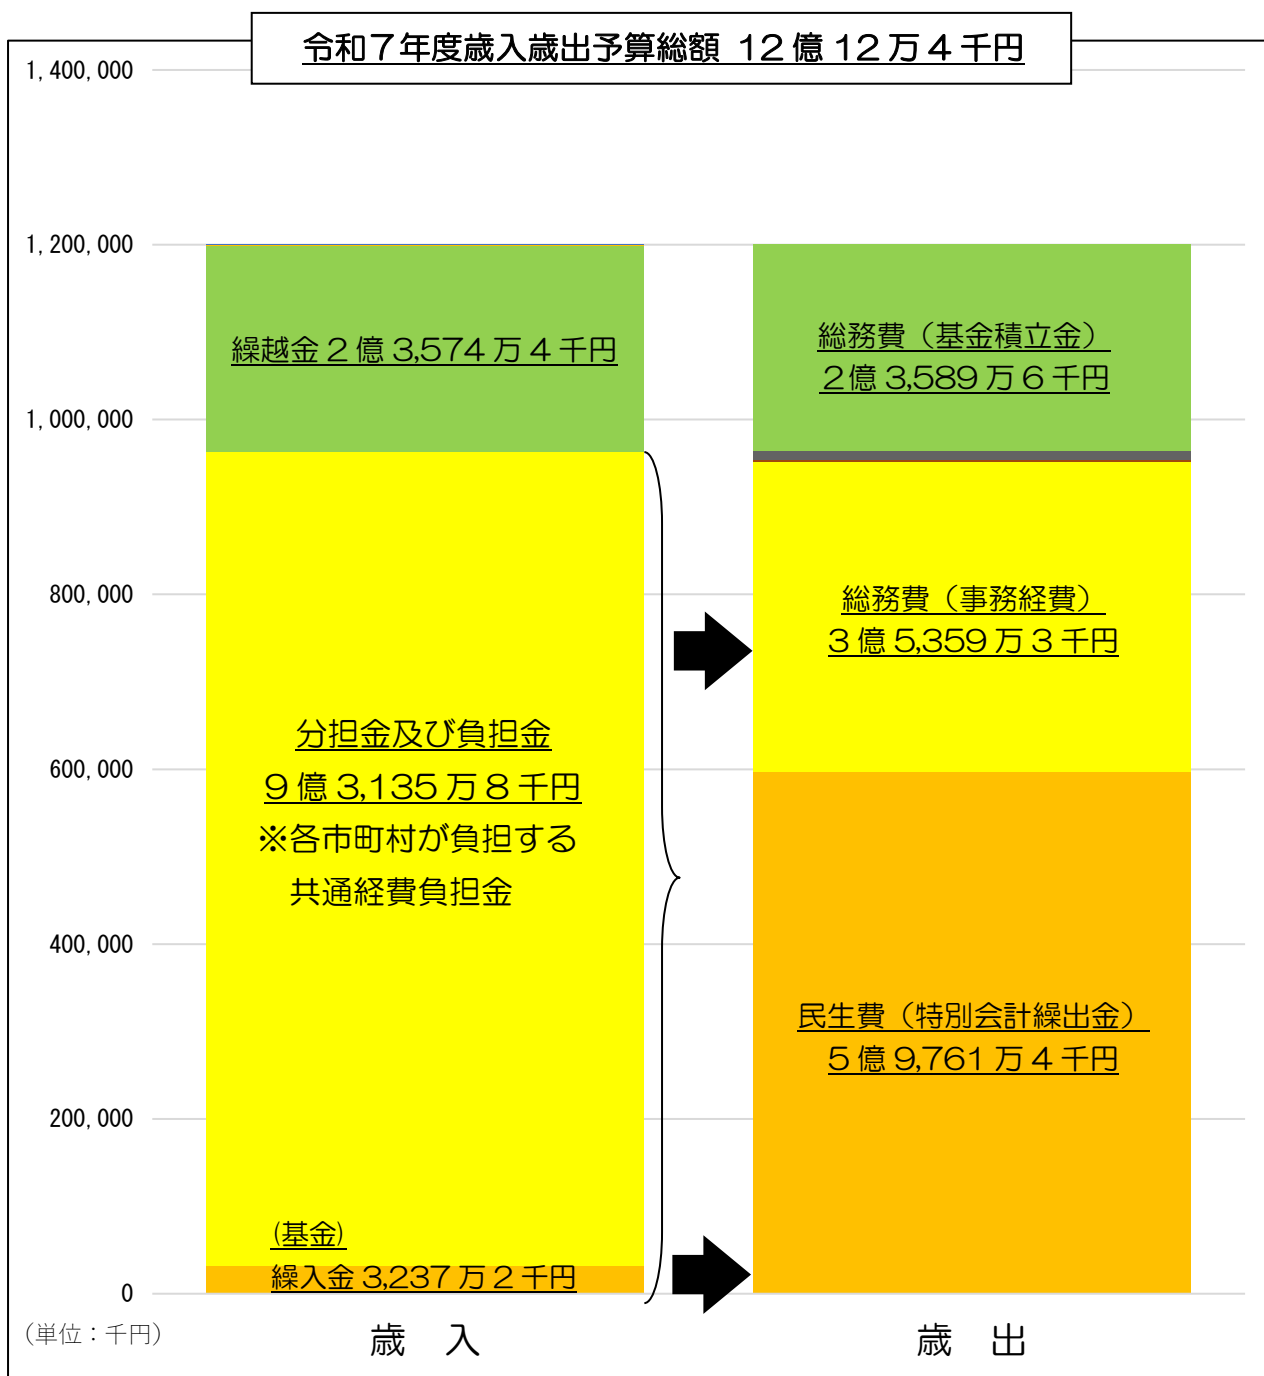 令和７年度歳入歳出予算総額 12億12万4千円
1,400,000
1,200,000
1,000,000
800,000
600,000
400,000
200,000
0
（単位：千円）
繰越金２億3,574万４千円
分担金及び負担金
９億3,135万８千円
※各市町村が負担する
共通経費負担金
(基金)
繰入金3,237万２千円
歳 入
総務費（基金積立金）
２億3,589万６千円
総務費（事務経費）
３億5,359万３千円
民生費（特別会計繰出金）
５億9,761万４千円
歳 出